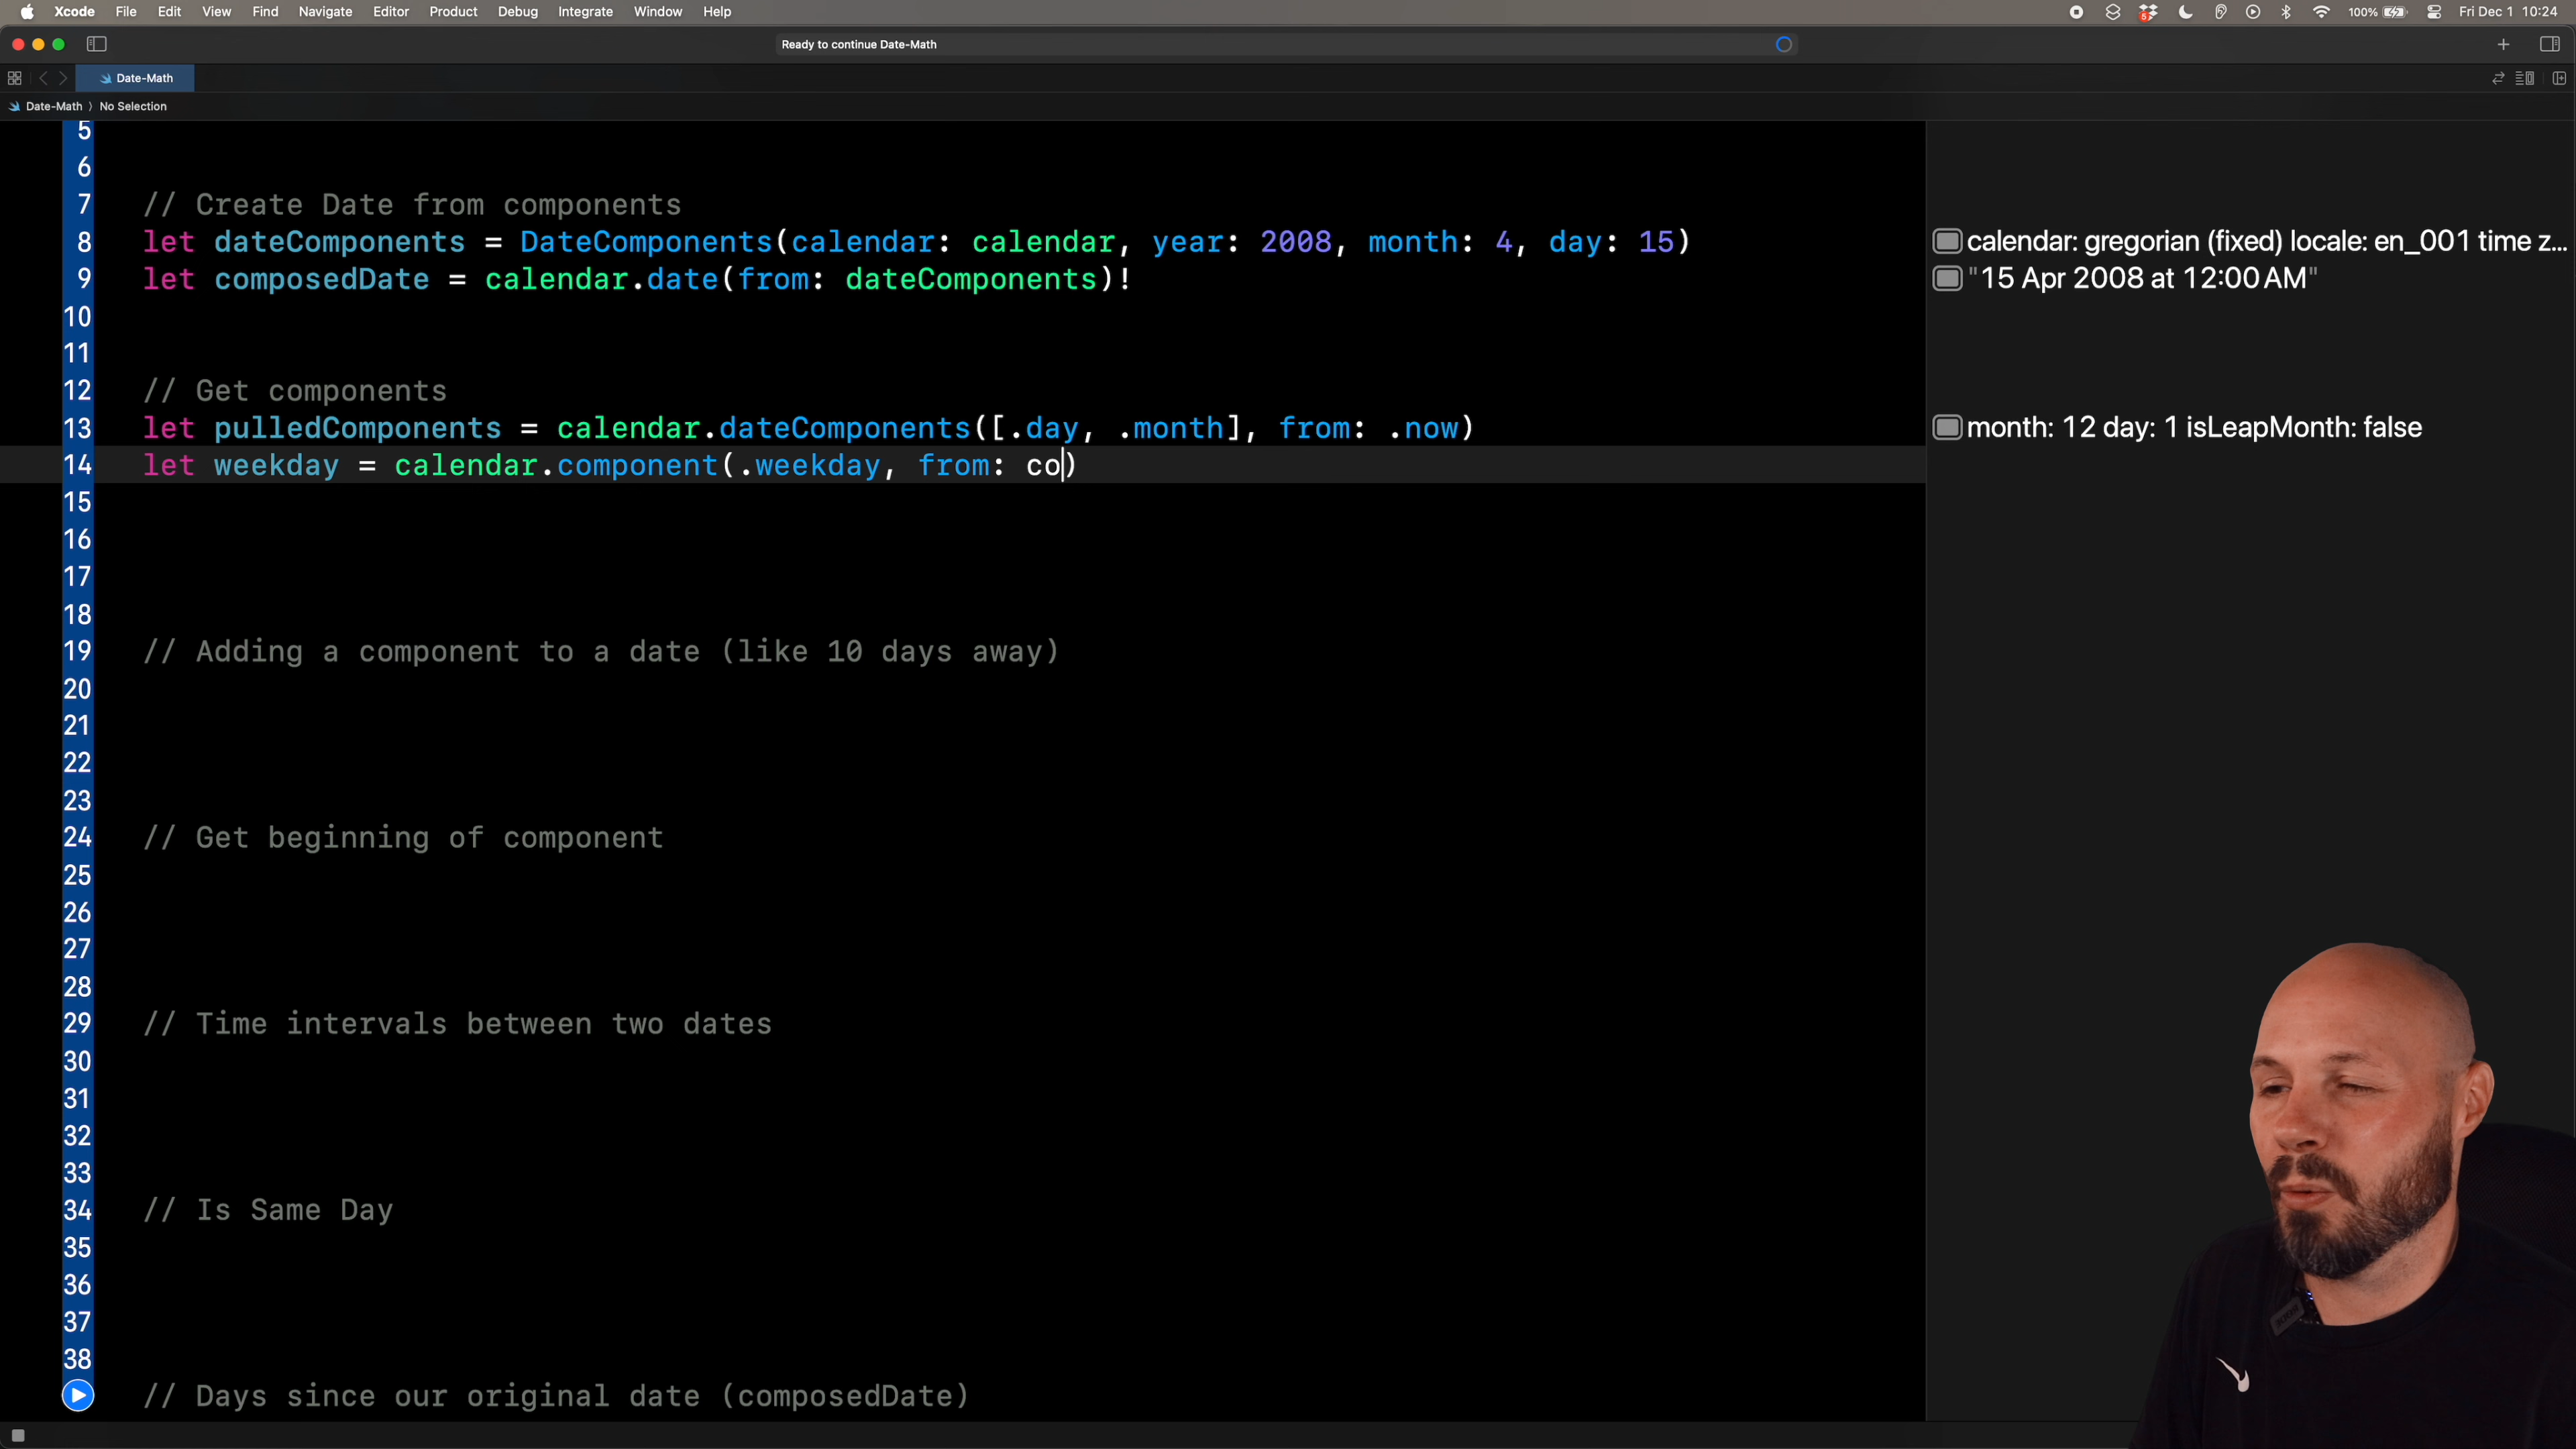 Xcode File Edit View Find Navigate Editor Product Debug Integrate Window Help 5 100% Fri Dec 1 10:24
Ready to continue Date-Math
Date-Math
Date-Math ⟩ No Selection
5
6
7 // Create Date from components
8 let dateComponents = DateComponents(calendar: calendar, year: 2008, month: 4, day: 15) calendar: gregorian (fixed) locale: en_001 time z...
9 let composedDate = calendar.date(from: dateComponents)! "15 Apr 2008 at 12:00 AM"
10
11
12 // Get components
13 let pulledComponents = calendar.dateComponents([.day, .month], from: .now) month: 12 day: 1 isLeapMonth: false
14 let weekday = calendar.component(.weekday, from: co)
15
16
17
18
19 // Adding a component to a date (like 10 days away)
20
21
22
23
24 // Get beginning of component
25
26
27
28
29 // Time intervals between two dates
30
31
32
33
34 // Is Same Day
35
36
37
38
// Days since our original date (composedDate)